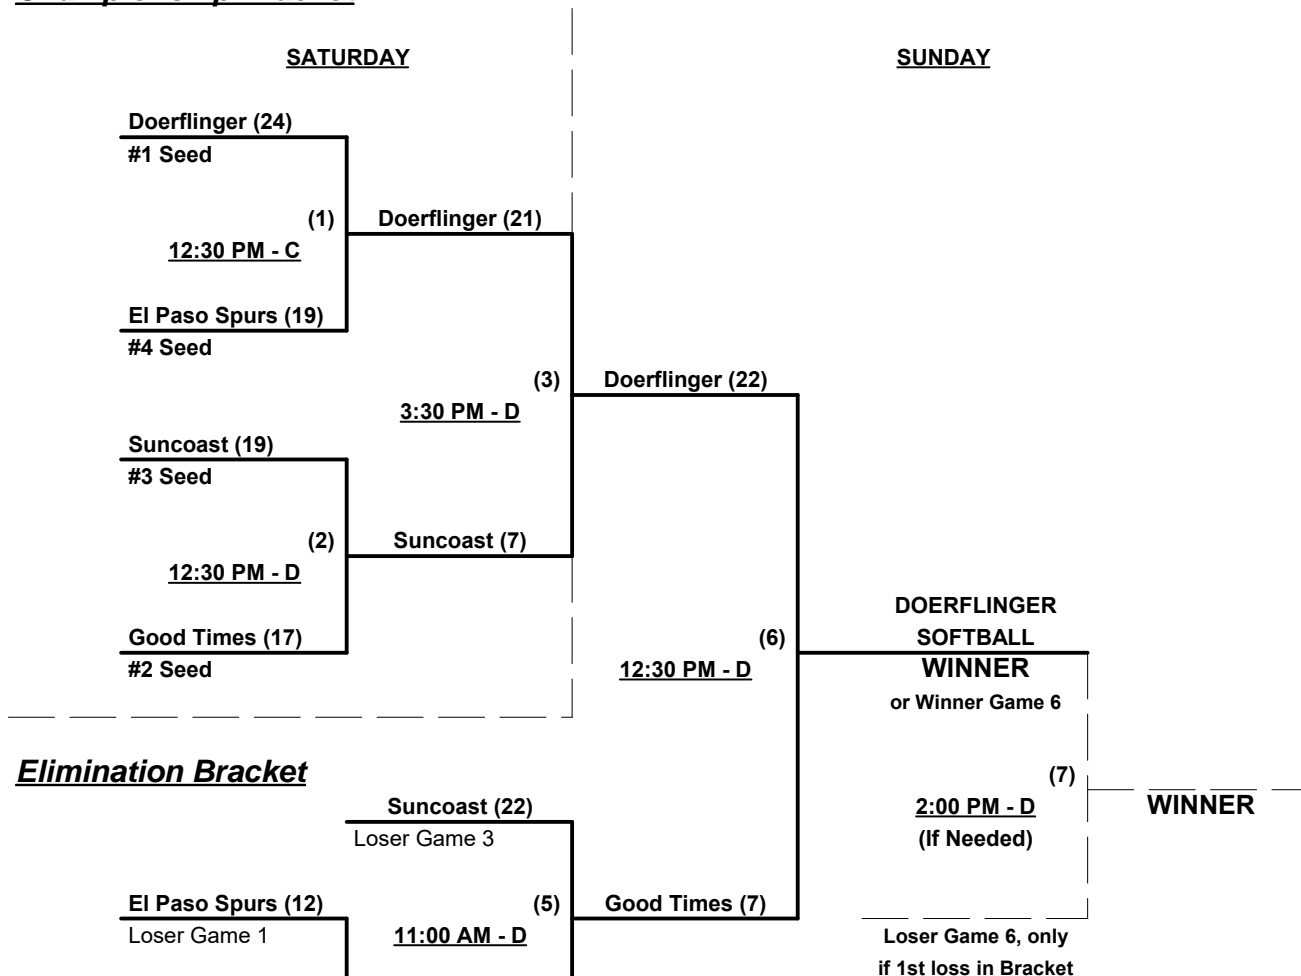 SATURDAY
SUNDAY
Doerflinger (24)
#1 Seed
(1)
Doerflinger (21)
12:30 PM - C
El Paso Spurs (19)
#4 Seed
(3)
Doerflinger (22)
3:30 PM - D
Suncoast (19)
#3 Seed
(2)
Suncoast (7)
12:30 PM - D
DOERFLINGER
SOFTBALL
Good Times (17)
#2 Seed
(6)
12:30 PM - D
WINNER
or Winner Game 6
Elimination Bracket
(7)
Suncoast (22)
Loser Game 3
2:00 PM - D
(If Needed)
WINNER
El Paso Spurs (12)
Loser Game 1
(5)
Good Times (7)
11:00 AM - D
Loser Game 6, only
if 1st loss in Bracket